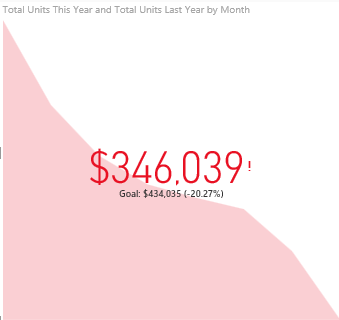 Total Units This Year and Total Units Last Year by Month
$346,039!
Goal: $434,035 (-20.27%)